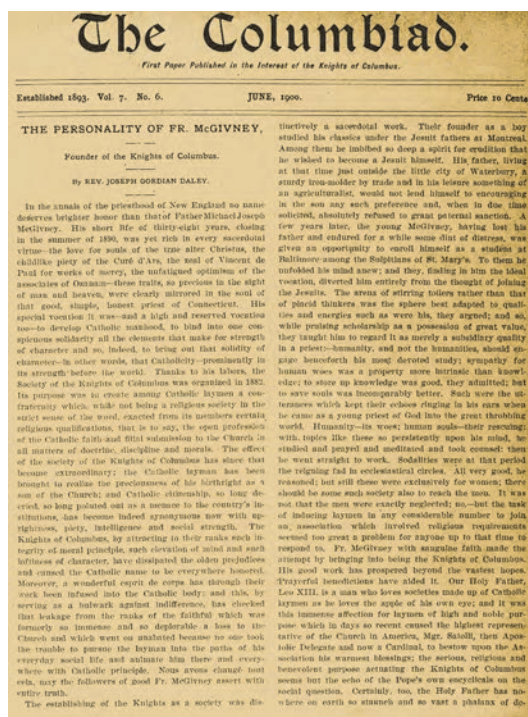 The Columbiad.
First Paper Published in the Interest of the Knights of Columbus.
Established 1893. Vol. 7. No. 6.
JUNE, 1900.
Price 10 Cents
THE PERSONALITY OF FR. McGIVNEY,
Founder of the Knights of Columbus.
By REV. JOSEPH GORDIAN DALEY.
In the annals of the priesthood of New England no name
deserves brighter honor than that of Father Michael Joseph
McGivney. His short life of thirty-eight years, closing
in the summer of 1890, was yet rich in every sacerdotal
virtue—the love for souls of the time alter Christus, the
childlike piety of the Curé d'Ars, the zeal of Vincent de
Paul for works of mercy, the unfatigued optimism of the
associates of Ozanam—these traits, so precious in the sight
of man and heaven, were clearly mirrored in the soul of
that good, simple, honest priest of Connecticut. His
special vocation it was—and a high and reserved vocation
too—to develop Catholic manhood, to bind into one con-
spicuous solidarity all the elements that make for strength
of character and so, indeed, to bring out that solidity of
character—in other words, that Catholicity—prominently in
its strength before the world. Thanks to his labors, the
Society of the Knights of Columbus was organized in 1882.
Its purpose was to create among Catholic laymen a con-
fraternity which, while not being a religious society in the
strict sense of the word, exacted from its members certain
religious qualifications, that is to say, the open profession
of the Catholic faith and filial submission to the Church in
all matters of doctrine, discipline and morals. The effect
of the society of the Knights of Columbus has since that
become extraordinary; the Catholic layman has been
brought to realize the preciousness of his birthright as a
son of the Church; and Catholic citizenship, so long de-
cried, so long pointed out as a menace to the country's in-
stitutions, has become indeed synonymous now with up-
rightness, piety, intelligence and social strength. The
Knights of Columbus, by attracting to their ranks such in-
tegrity of moral principle, such elevation of mind and such
loftiness of character, have dissipated the olden prejudices
and caused the Catholic name to be everywhere honored.
Moreover, a wonderful esprit de corps has through their
work been infused into the Catholic body; and this, by
serving as a bulwark against indifference, has checked
that leakage from the ranks of the faithful which was
formerly so immense and so deplorable a loss to the
Church and which went on unabated because no one took
the trouble to pursue the layman into the paths of his
everyday social life and animate him there and every-
where with Catholic principle. Nous avons changé tout
cela, may the followers of good Fr. McGivney assert with
entire truth.
The establishing of the Knights as a society was dis-
tinctively a sacerdotal work. Their founder as a boy
studied his classics under the Jesuit fathers at Montreal.
Among them he imbibed so deep a spirit for erudition that
he wished to become a Jesuit himself. His father, living
at that time just outside the little city of Waterbury, a
sturdy iron-molder by trade and in his leisure something of
an agriculturalist, would not lend himself to encouraging
in the son any such preference and, when in due time
solicited, absolutely refused to grant paternal sanction. A
few years later, the young McGivney, having lost his
father and endured for a while some dint of distress, was
given an opportunity to enroll himself as a student at
Baltimore among the Sulpitians of St. Mary's. To them he
unfolded his mind anew; and they, finding in him the ideal
vocation, diverted him entirely from the thought of joining
the Jesuits. The arenas of stirring toilers rather than that
of placid thinkers was the sphere best adapted to quali-
ties and energies such as were his, they argued; and so,
while praising scholarship as a possession of great value,
they taught him to regard it as merely a subsidiary quality
in a priest;—humanity, and not the humanities, should en-
gage henceforth his most devoted study; sympathy for
human woes was a property more intrinsic than knowl-
edge; to store up knowledge was good, they admitted; but
to save souls was incomparably better. Such were the ut-
terances which kept their echoes ringing in his ears when
he came as a young priest of God into the great throbbing
world. Humanity—its woes; human souls—their rescuing;
with topics like these so persistently upon his mind, he
studied and prayed and meditated and took counsel; then
he went straight to work. Sodalities were at that period
the reigning fad in ecclesiastical circles. All very good, he
reasoned; but still these were exclusively for women; there
should be some such society also to reach the men. It was
not that the men were exactly neglected; no,—but the task
of inducing laymen in any considerable number to join
an association which involved religious requirements
seemed too great a problem for anyone up to that time to
respond to. Fr. McGivney with sanguine faith made the
attempt by bringing into being the Knights of Columbus.
His good work has prospered beyond the vastest hopes.
Prayerful benedictions have aided it. Our Holy Father,
Leo XIII. is a man who loves societies made up of Catholic
laymen as he loves the apple of his own eye; and it was
this immense affection for laymen of high and noble pur-
pose which in days so recent caused the highest represen-
tative of the Church in America, Mgr. Satolli, then Apos-
tolic Delegate and now a Cardinal, to bestow upon the As-
sociation his warmest blessings; the serious, religious and
benevolent purpose actuating the Knights of Columbus
seems but the echo of the Pope's own encyclicals on the
social question. Certainly, too, the Holy Father has no-
where on earth so staunch and so vast a phalanx of de-